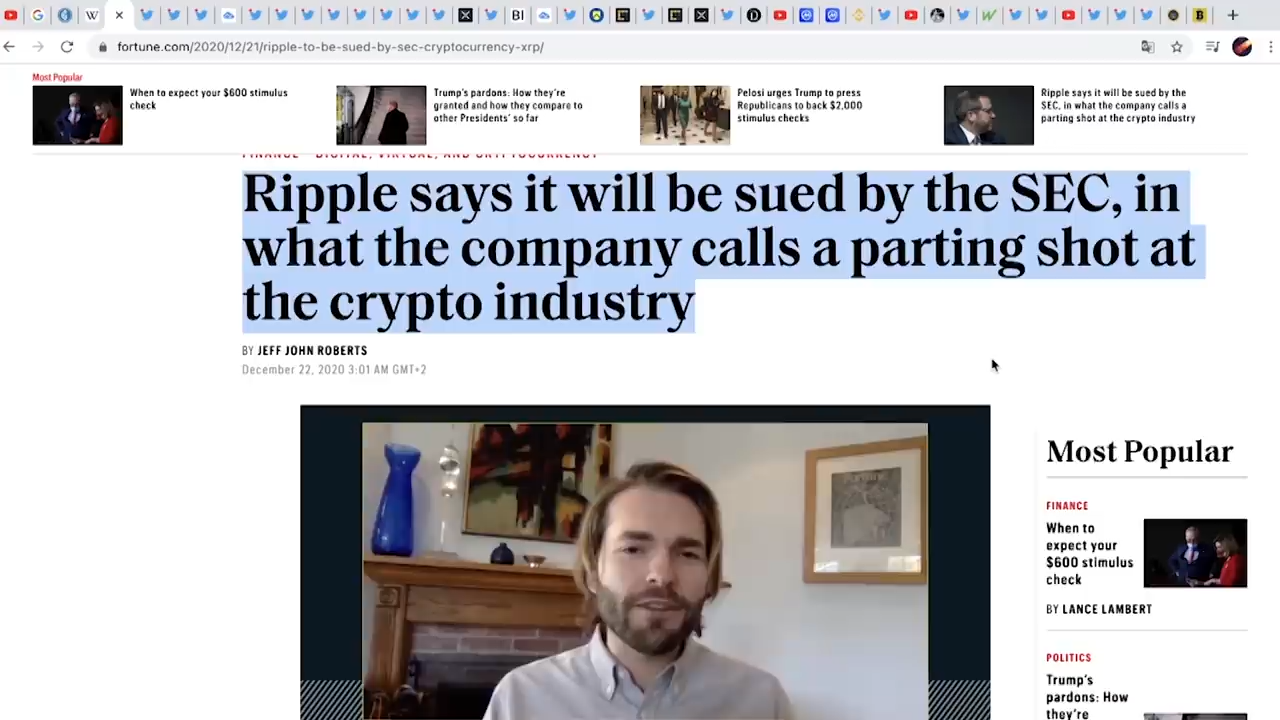 BI
W
fortune.com/2020/12/21/ripple-to-be-sued-by-sec-cryptocurrency-xrp/
Most Popular
When to expect your $600 stimulus
check
Trump's pardons: How they're
granted and how they compare to
other Presidents' so far
Pelosi urges Trump to press
Republicans to back $2,000
stimulus checks
Ripple says it will be sued by the
SEC, in what the company calls a
parting shot at the crypto industry
FINANCE - DIGITAL, VIRTUAL, AND CRYPTOCURRENCY
Ripple says it will be sued by the SEC, in
what the company calls a parting shot at
the crypto industry
BY JEFF JOHN ROBERTS
December 22, 2020 3:01 AM GMT+2
Most Popular
FINANCE
When to
expect your
$600 stimulus
check
BY LANCE LAMBERT
POLITICS
Trump's
pardons: How
they're